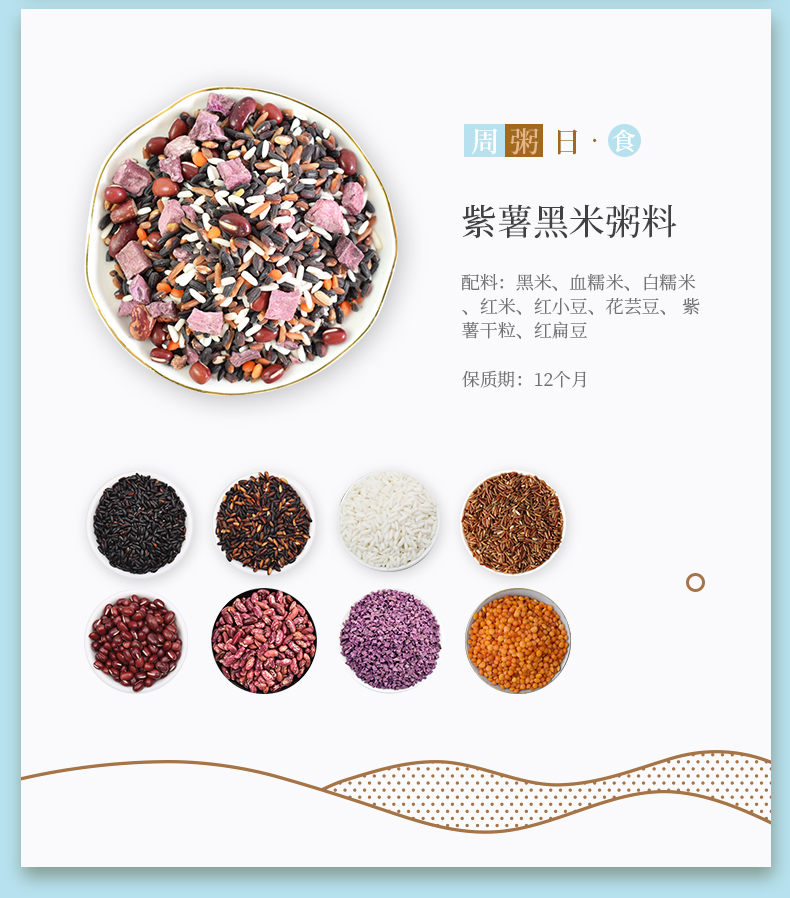 周粥日·食
紫薯黑米粥料
配料：黑米、血糯米、白糯米
、红米、红小豆、花芸豆、 紫
薯干粒、红扁豆
保质期：12个月